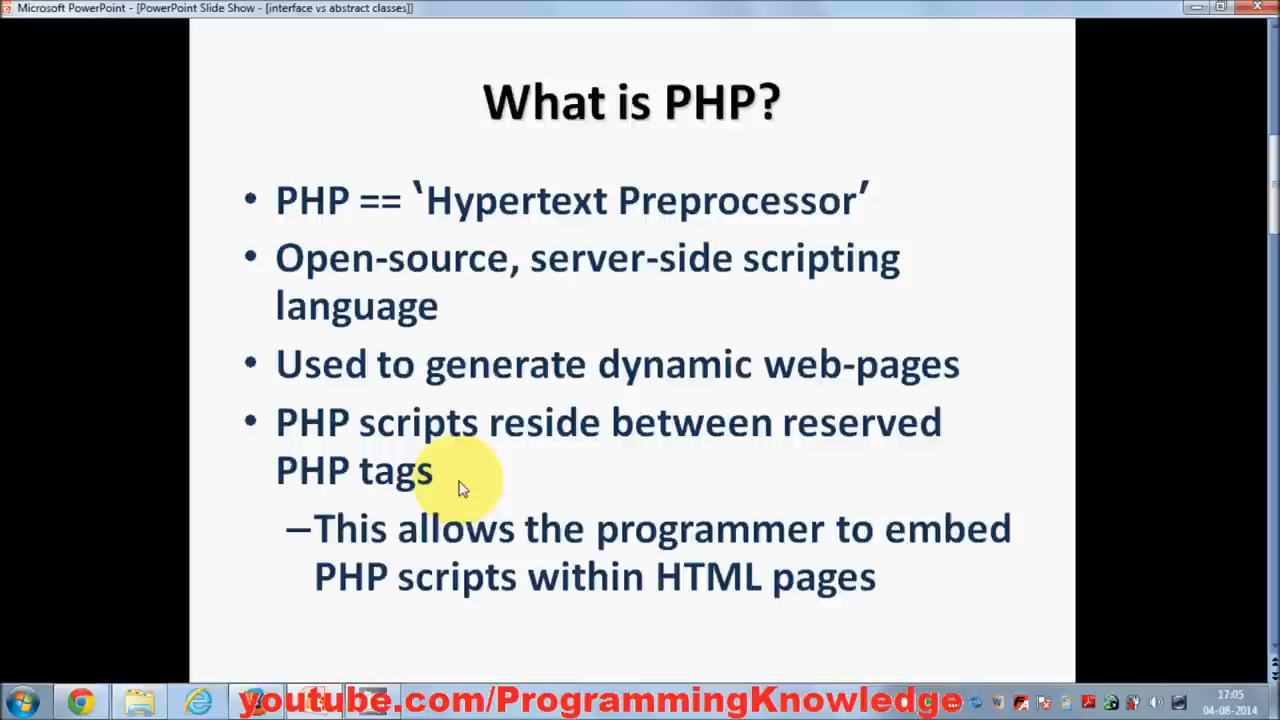 Microsoft PowerPoint - [PowerPoint Slide Show - [interface vs abstract classes]]
What is PHP?
• PHP == ‘Hypertext Preprocessor’
• Open-source, server-side scripting
language
• Used to generate dynamic web-pages
• PHP scripts reside between reserved
PHP tags
–This allows the programmer to embed
PHP scripts within HTML pages
youtube.com/ProgrammingKnowledge
17:05
04-08-2014